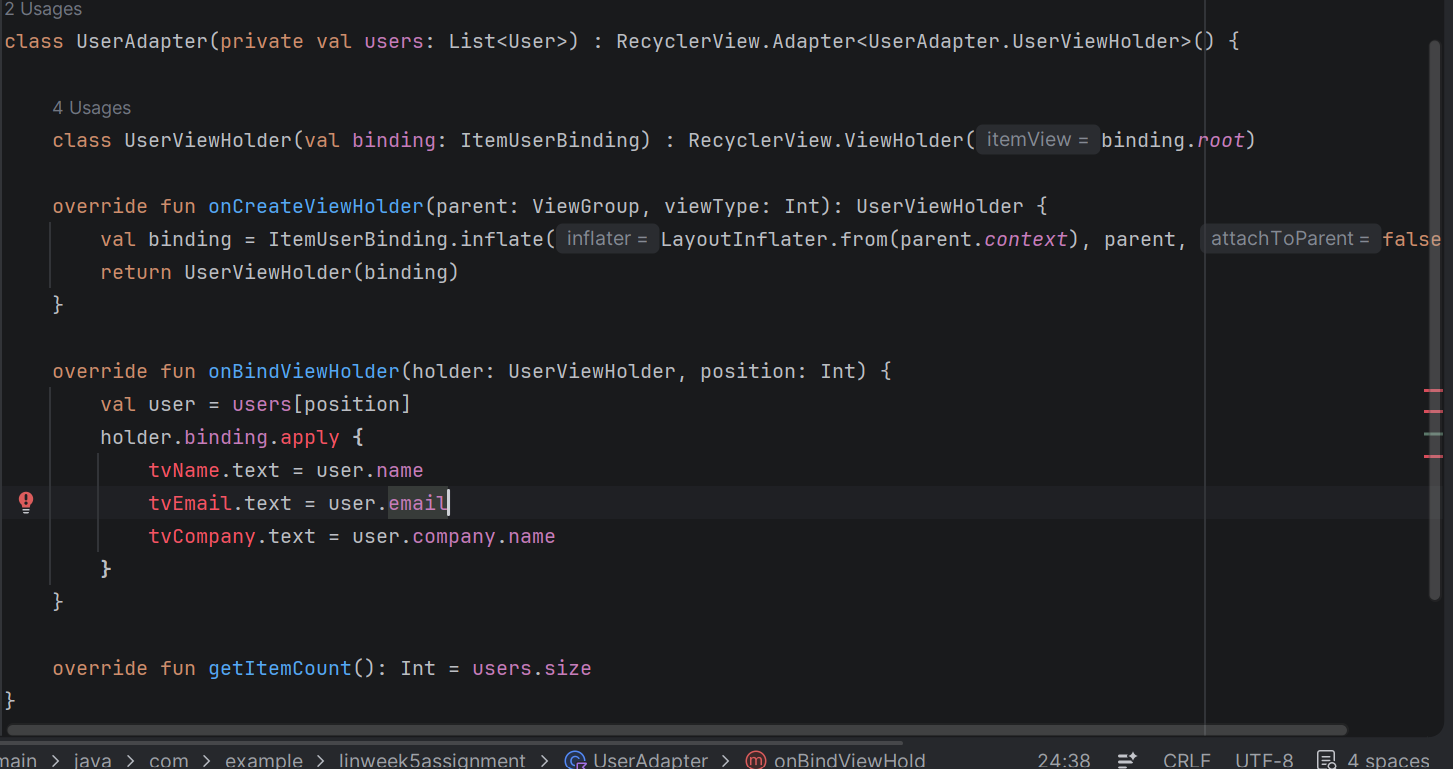 2 Usages
class UserAdapter(private val users: List<User>) : RecyclerView.Adapter<UserAdapter.UserViewHolder>() {
4 Usages
class UserViewHolder(val binding: ItemUserBinding) : RecyclerView.ViewHolder( itemView = binding.root)
override fun onCreateViewHolder(parent: ViewGroup, viewType: Int): UserViewHolder {
val binding = ItemUserBinding.inflate( inflater = LayoutInflater.from(parent.context), parent, attachToParent = false
return UserViewHolder(binding)
}
override fun onBindViewHolder(holder: UserViewHolder, position: Int) {
val user = users[position]
holder.binding.apply {
tvName.text = user.name
tvEmail.text = user.email
tvCompany.text = user.company.name
}
}
override fun getItemCount(): Int = users.size
}
main > java > com > example > linweek5assignment > UserAdapter > onBindViewHold 24:38 CRLF UTF-8 4 spaces